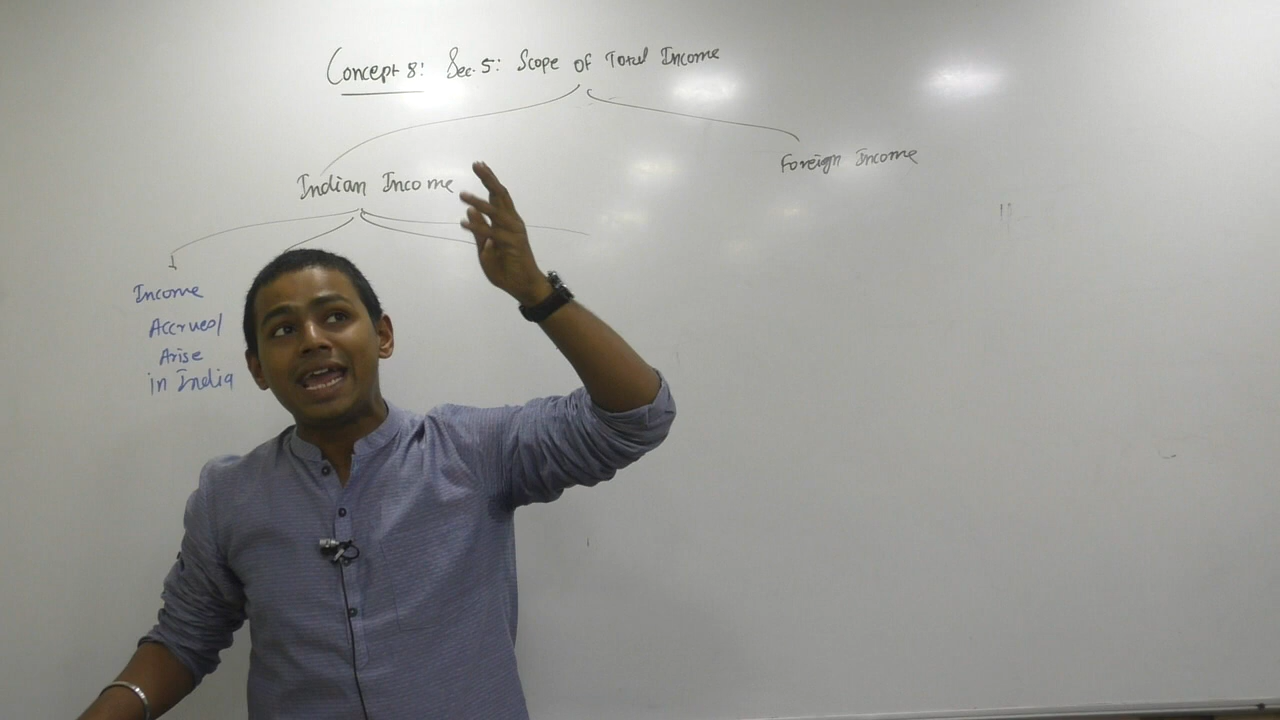 Concept 8: Sec. 5: Scope of Total Income
Indian Income
Foreign Income
Income
Accrued/
Arise
in India